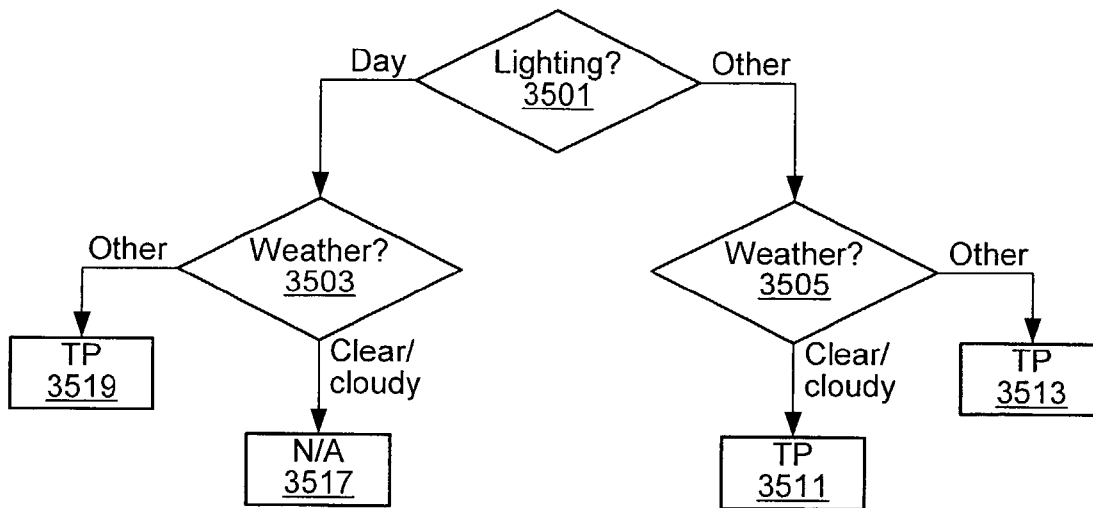 Day
Lighting?
3501
Other
Other
Weather?
3503
Weather?
3505
Other
TP
3519
Clear/
cloudy
Clear/
cloudy
TP
3513
N/A
3517
TP
3511